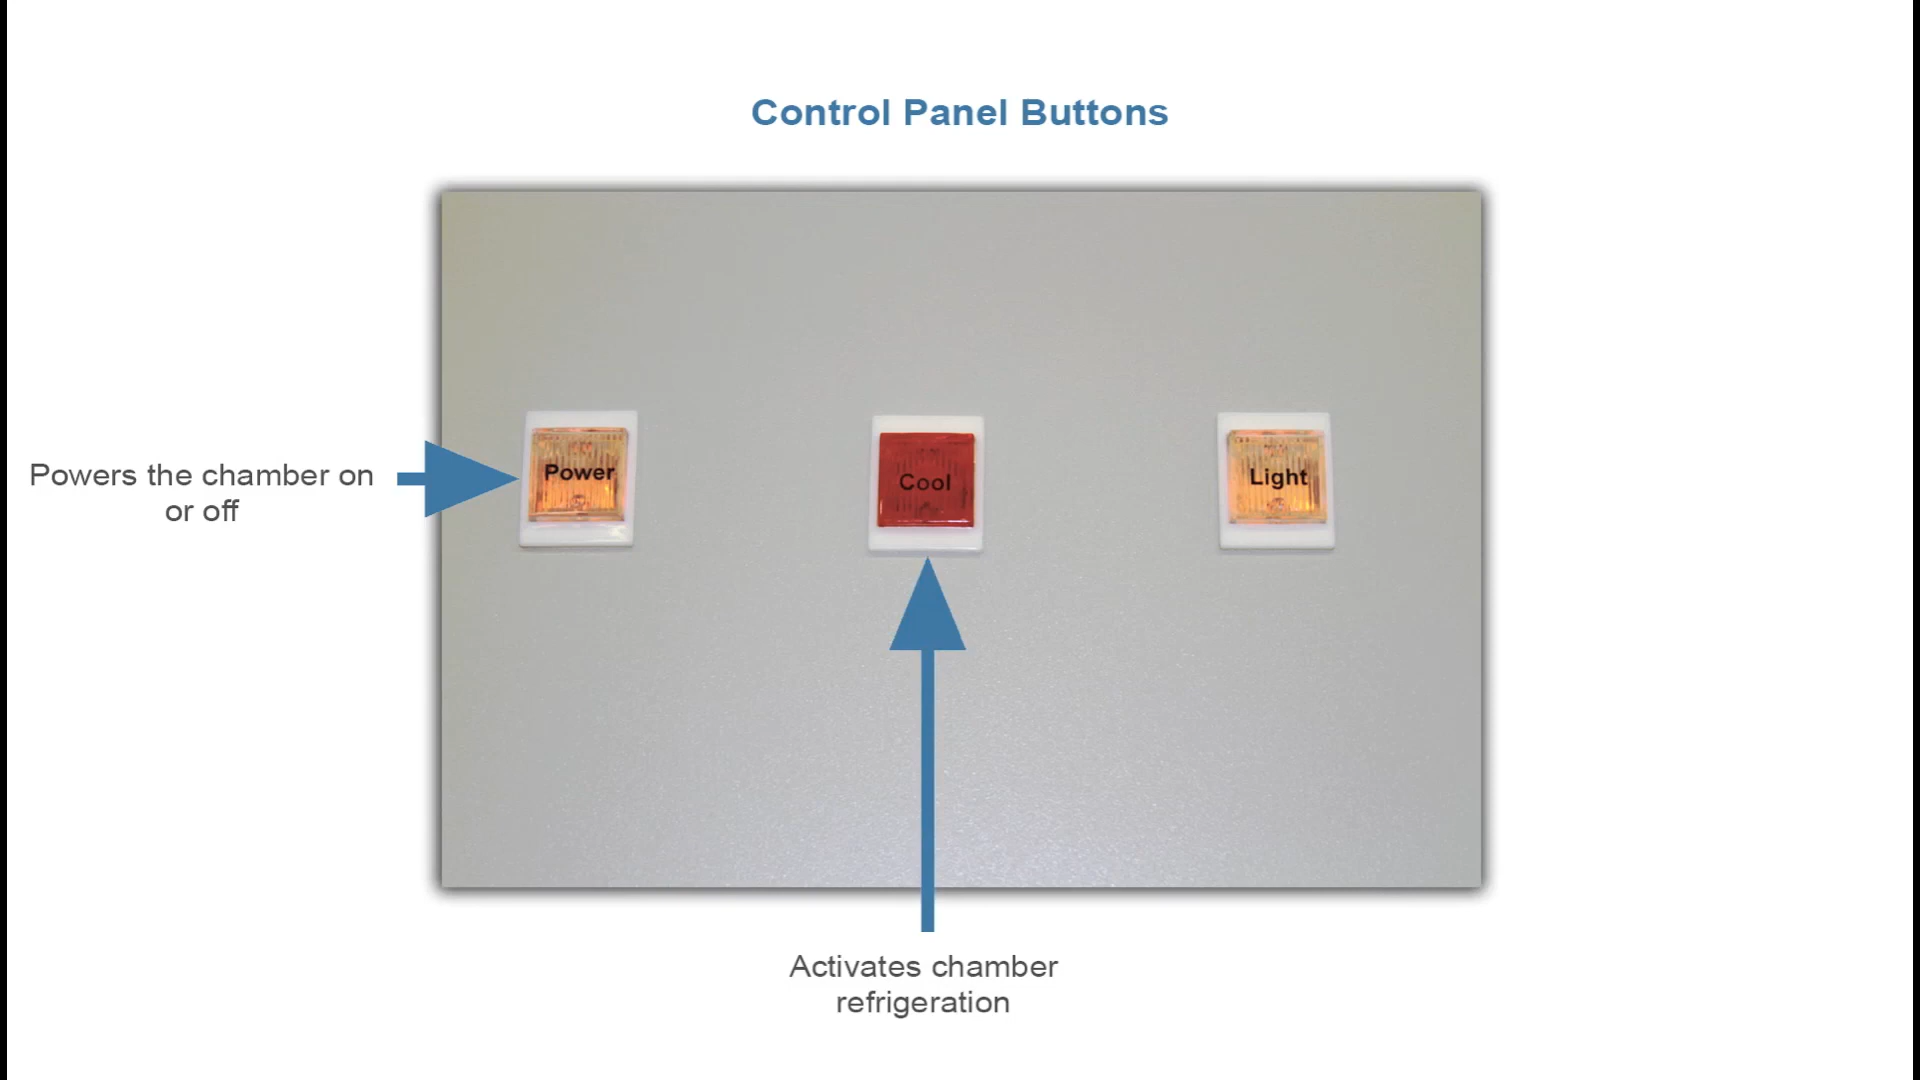 Control Panel Buttons
Powers the chamber on
or off
Power
Cool
Light
Activates chamber
refrigeration